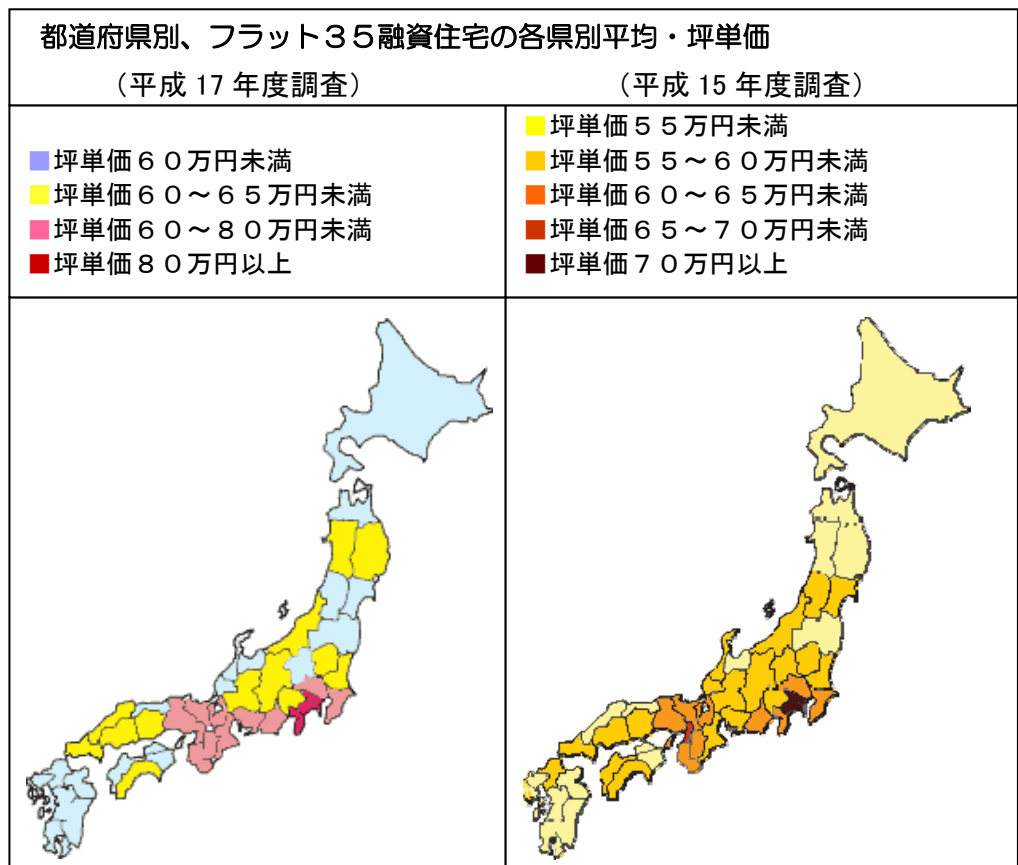 都道府県別、フラット３５融資住宅の各県別平均・坪単価
（平成 17 年度調査）
（平成 15 年度調査）
坪単価６０万円未満
坪単価６０～６５万円未満
坪単価６０～８０万円未満
坪単価８０万円以上
坪単価５５万円未満
坪単価５５～６０万円未満
坪単価６０～６５万円未満
坪単価６５～７０万円未満
坪単価７０万円以上